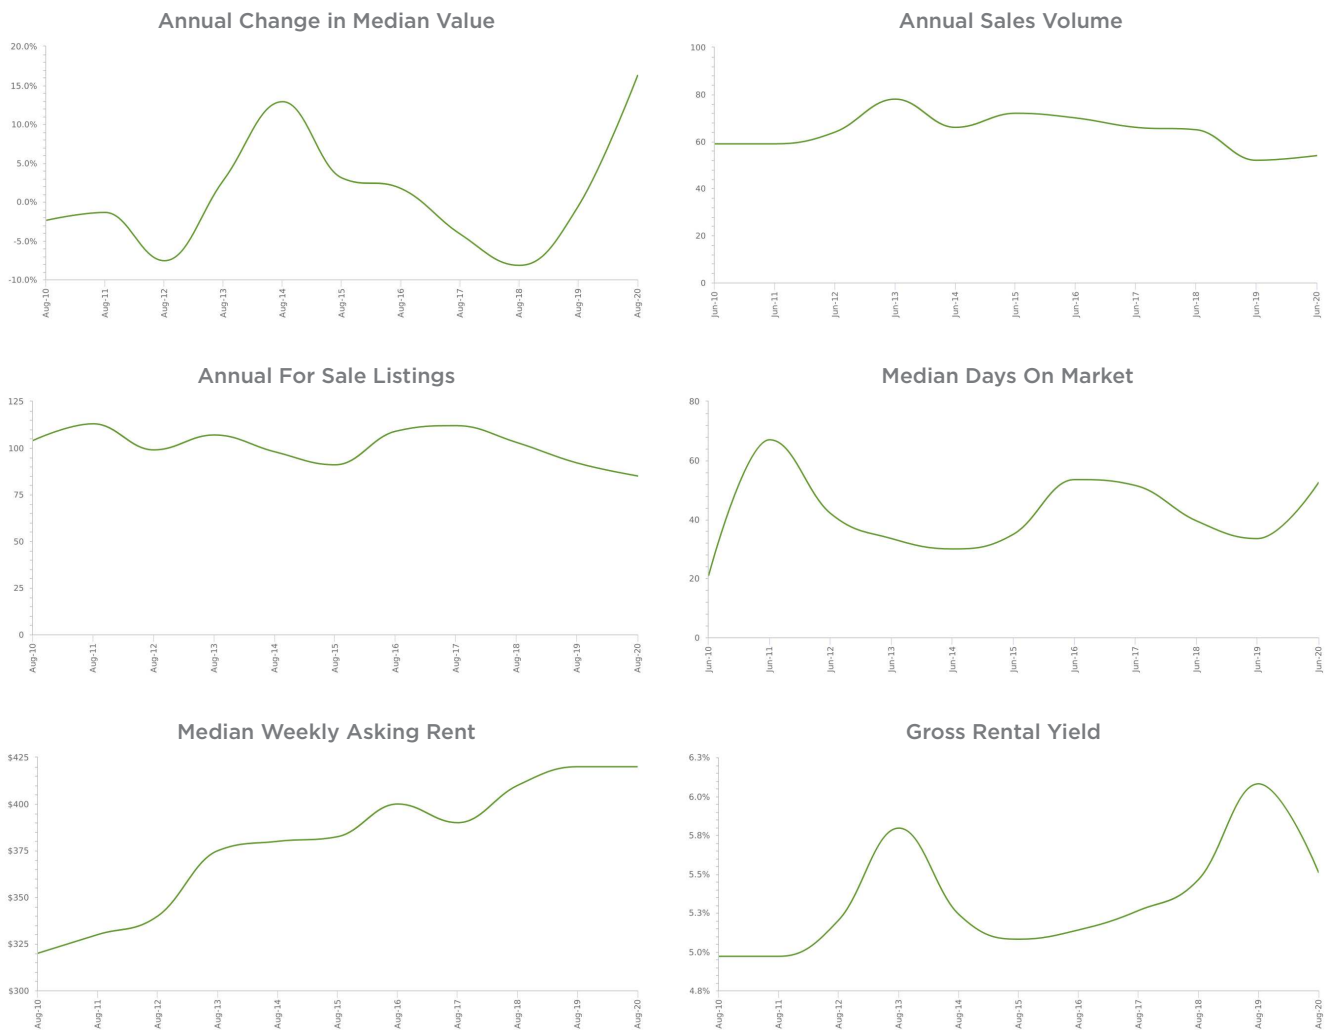 Annual Change in Median Value
20.0%
15.0%
10.0%
5.0%
0.0%
-5.0%
-10.0%
Aug-10
Aug-11
Aug-12
Aug-13
Aug-14
Aug-15
Aug-16
Aug-17
Aug-18
Aug-19
Aug-20
Annual Sales Volume
100
80
60
40
20
0
Jun-10
Jun-11
Jun-12
Jun-13
Jun-14
Jun-15
Jun-16
Jun-17
Jun-18
Jun-19
Jun-20
Annual For Sale Listings
125
100
75
50
25
0
Aug-10
Aug-11
Aug-12
Aug-13
Aug-14
Aug-15
Aug-16
Aug-17
Aug-18
Aug-19
Aug-20
Median Days On Market
80
60
40
20
0
Jun-10
Jun-11
Jun-12
Jun-13
Jun-14
Jun-15
Jun-16
Jun-17
Jun-18
Jun-19
Jun-20
Median Weekly Asking Rent
$425
$400
$375
$350
$325
$300
Aug-10
Aug-11
Aug-12
Aug-13
Aug-14
Aug-15
Aug-16
Aug-17
Aug-18
Aug-19
Aug-20
Gross Rental Yield
6.3%
6.0%
5.8%
5.5%
5.3%
5.0%
4.8%
Aug-10
Aug-11
Aug-12
Aug-13
Aug-14
Aug-15
Aug-16
Aug-17
Aug-18
Aug-19
Aug-20